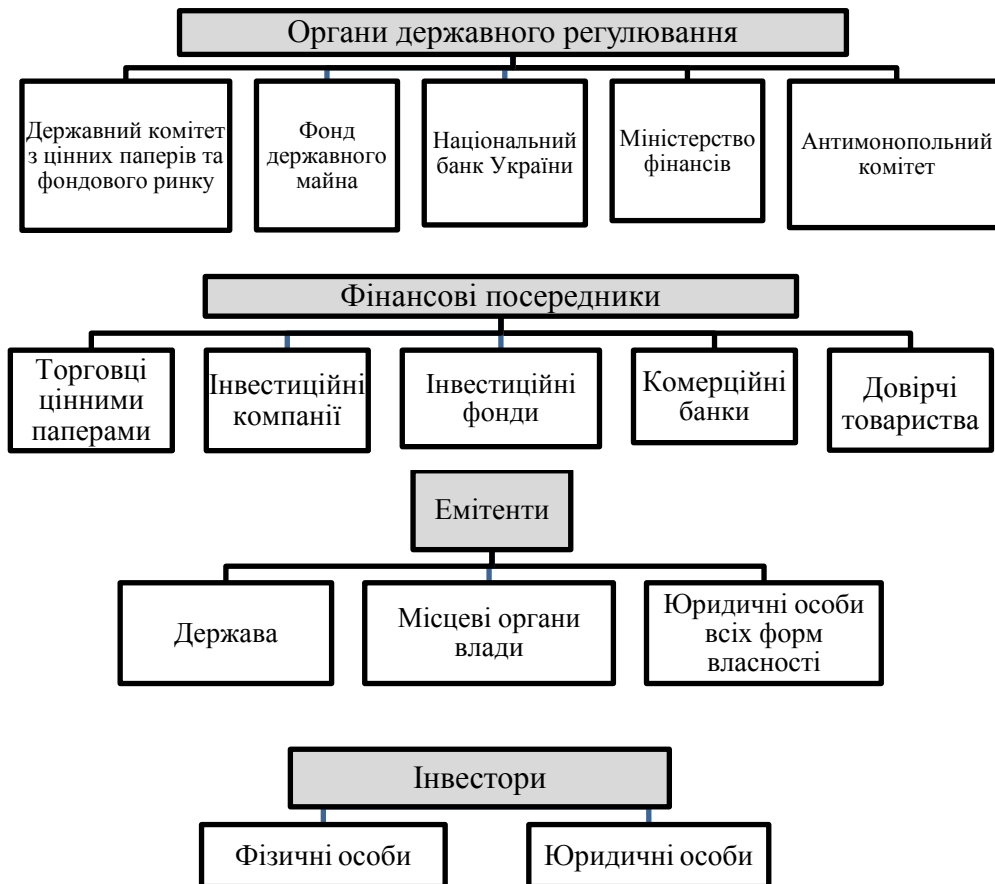 Органи державного регулювання
Державний комітет
з цінних паперів та
фондового ринку
Фонд
державного
майна
Національний
банк України
Міністерство
фінансів
Антимонопольний
комітет
Фінансові посередники
Торговці
цінними
паперами
Інвестиційні
компанії
Інвестиційні
фонди
Комерційні
банки
Довірчі
товариства
Емітенти
Держава
Місцеві органи
влади
Юридичні особи
всіх форм
власності
Інвестори
Фізичні особи
Юридичні особи